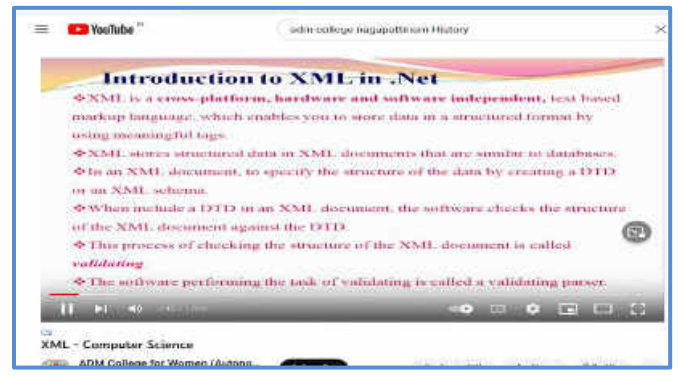 YouTube IN
adm college nagapattinam History
Introduction to XML in .Net
❖XML is a cross-platform, hardware and software independent, text based
markup language, which enables you to store data in a structured format by
using meaningful tags.
❖XML stores structured data in XML documents that are similar to databases.
❖In an XML document, to specify the structure of the data by creating a DTD
or an XML schema.
❖When include a DTD in an XML document, the software checks the structure
of the XML document against the DTD.
❖This process of checking the structure of the XML document is called
validating
❖The software performing the task of validating is called a validating parser.
XML - Computer Science
ADM College for Women (Autono...